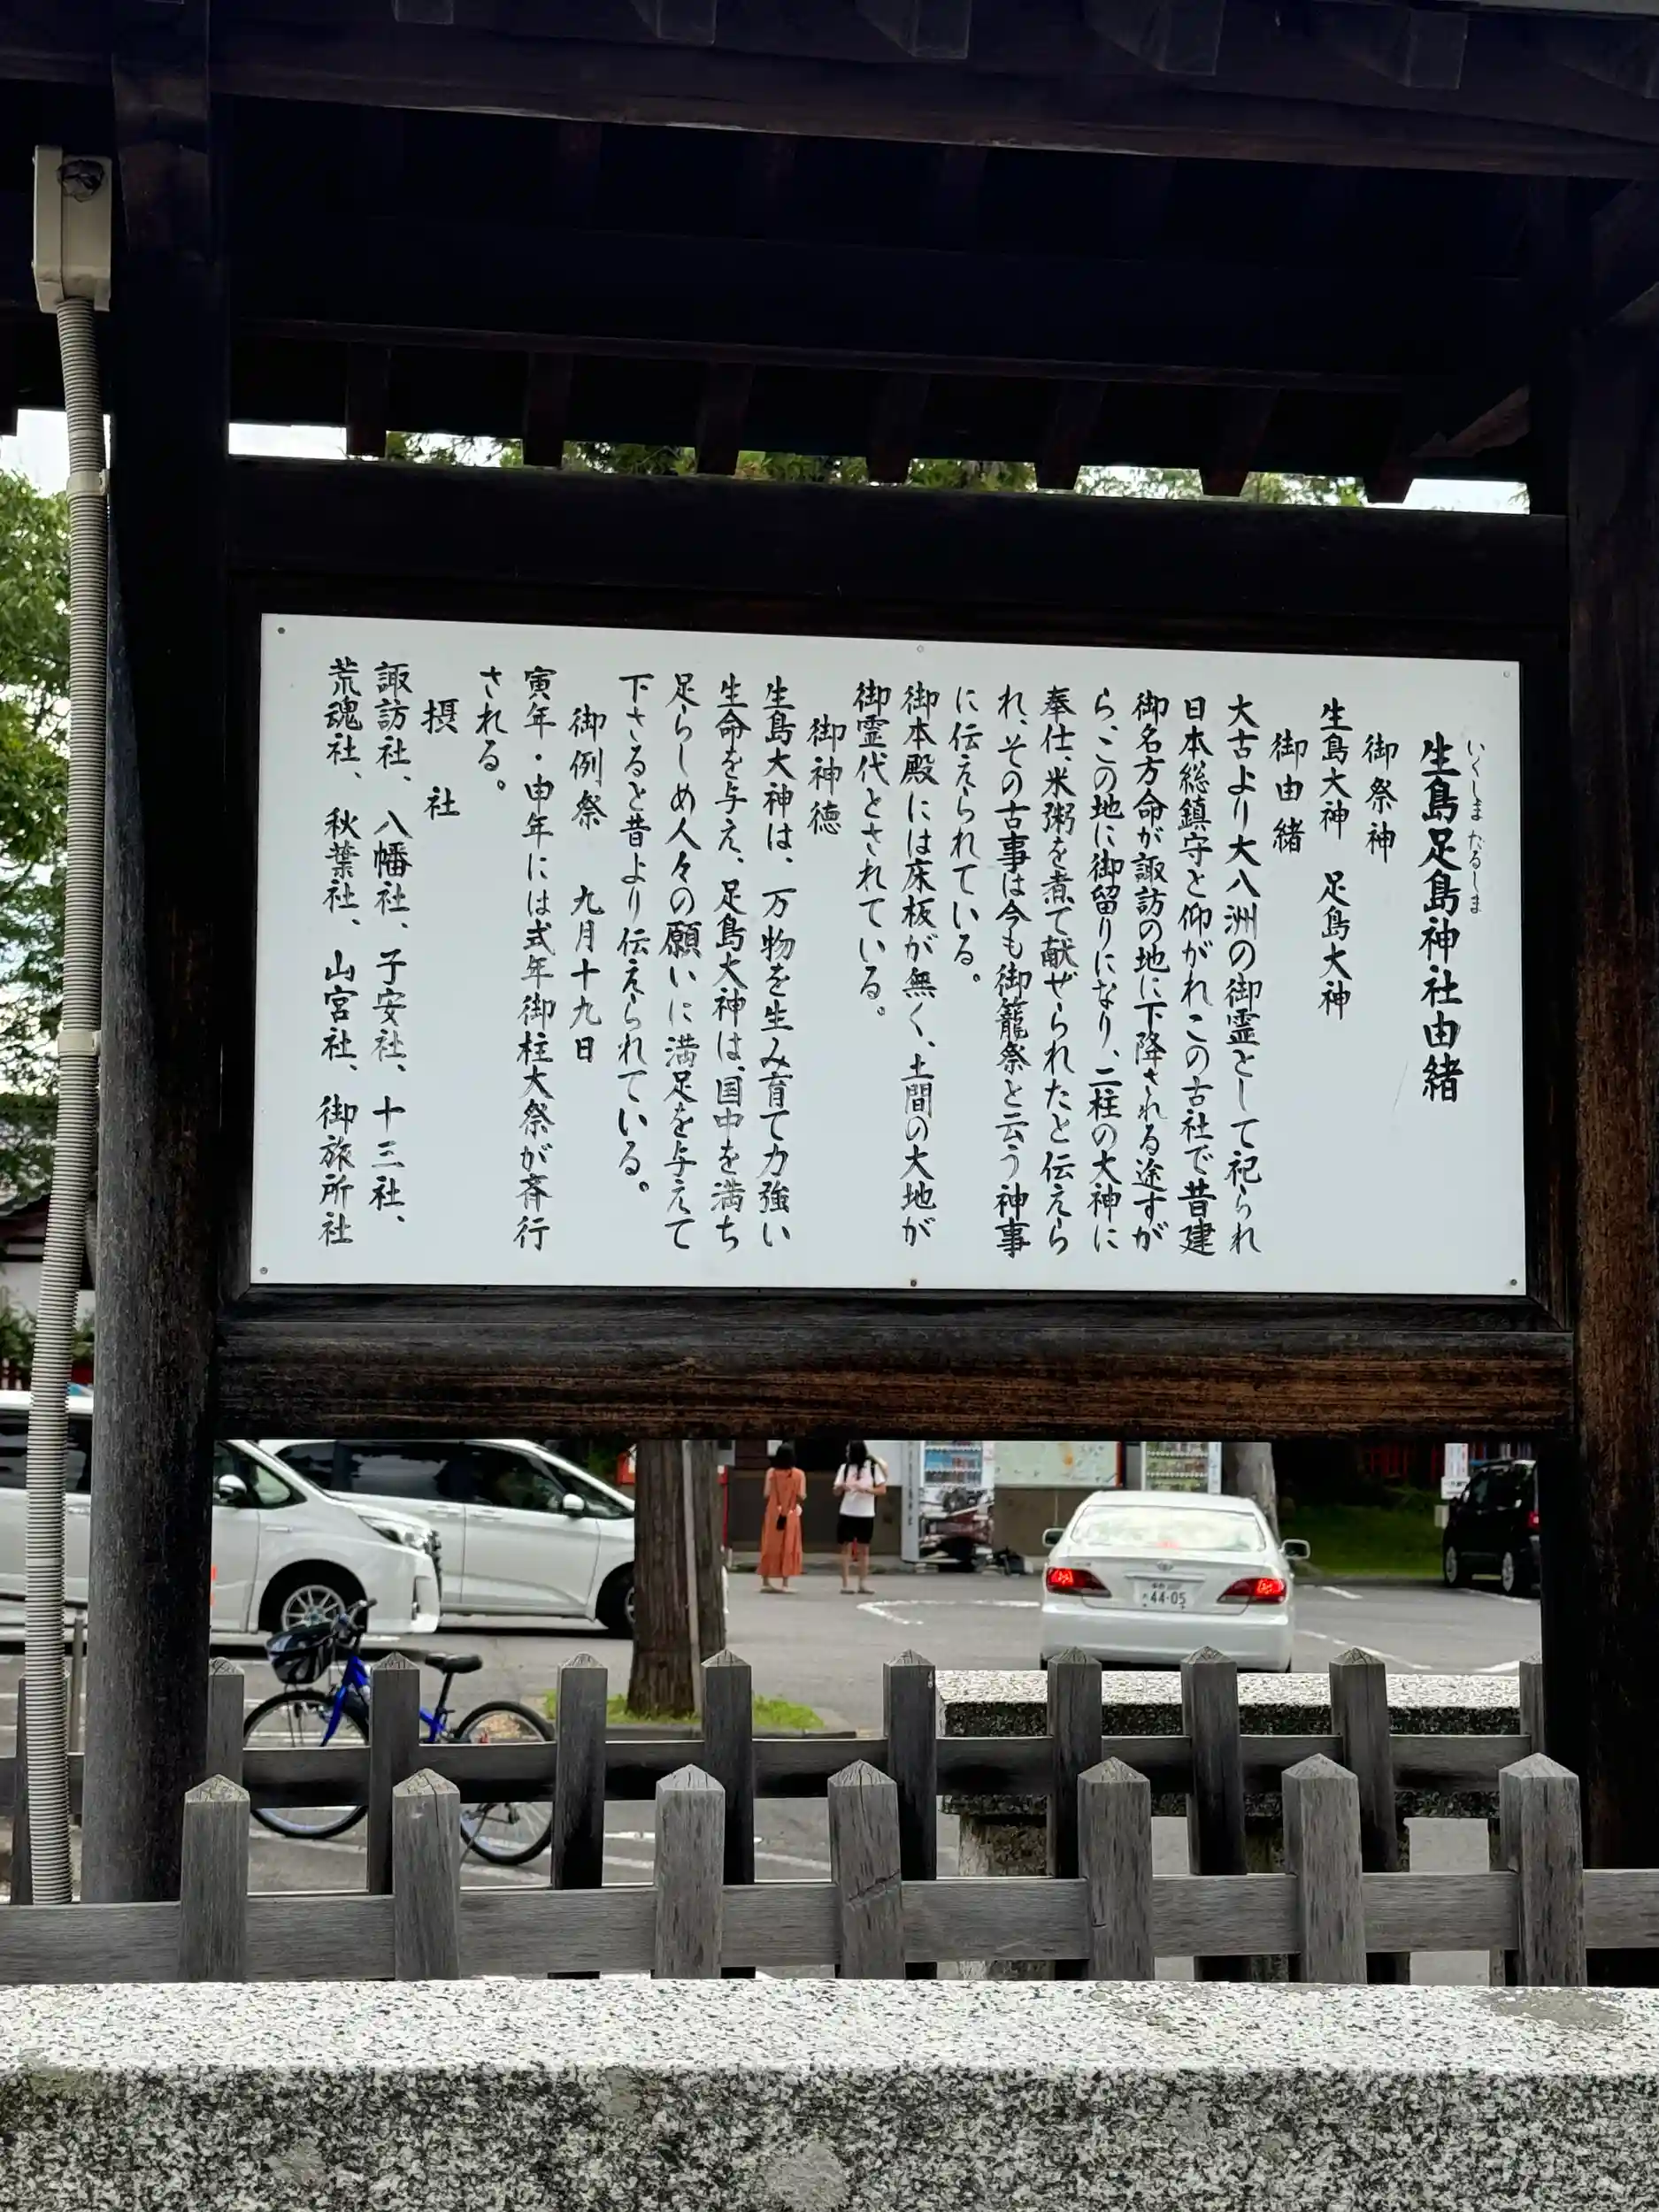 生島足島神社由緒
いくしまたるしま
御祭神
生島大神 足島大神
御由緒
大古より大八洲の御霊として祀られ
日本総鎮守と仰がれこの古社で昔建
御名方命が諏訪の地に下降される途すが
ら、この地に御留りになり、二柱の大神に
奉仕、米粥を煮て献ぜられたと伝えら
れ、その古事は今も御籠祭と云う神事
に伝えられている。
御本殿には床板が無く、土間の大地が
御霊代とされている。
御神徳
生島大神は、万物を生み育て力強い
生命を与え、足島大神は、国中を満ち
足らしめ人々の願いに満足を与えて
下さると昔より伝えられている。
御例祭 九月十九日
寅年・申年には式年御柱大祭が斉行
される。
摂社
諏訪社、八幡社、子安社、十三社、
荒魂社、秋葉社、山宮社、御旅所社
44-05